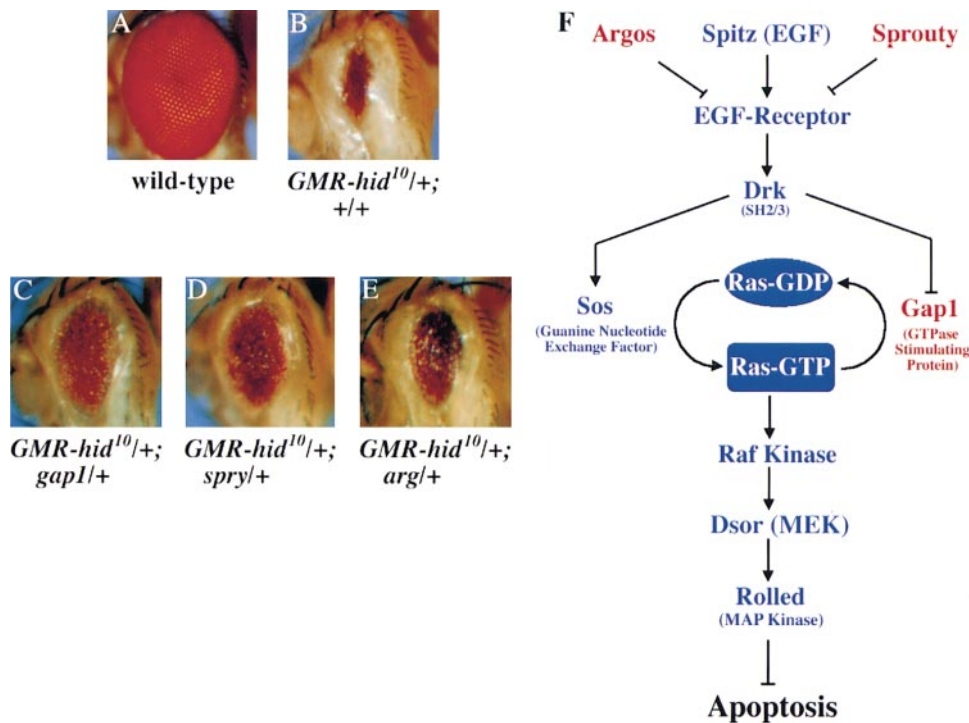 A
wild-type
B
GMR-hid10/+;
+/+
C
GMR-hid10/+;
gap1/+
D
GMR-hid10/+;
spry/+
E
GMR-hid10/+;
arg/+
F
Argos
Spitz (EGF)
Sprouty
EGF-Receptor
Drk
(SH2/3)
Sos
(Guanine Nucleotide
Exchange Factor)
Ras-GDP
Ras-GTP
Gap1
(GTPase
Stimulating
Protein)
Raf Kinase
Dsor (MEK)
Rolled
(MAP Kinase)
Apoptosis